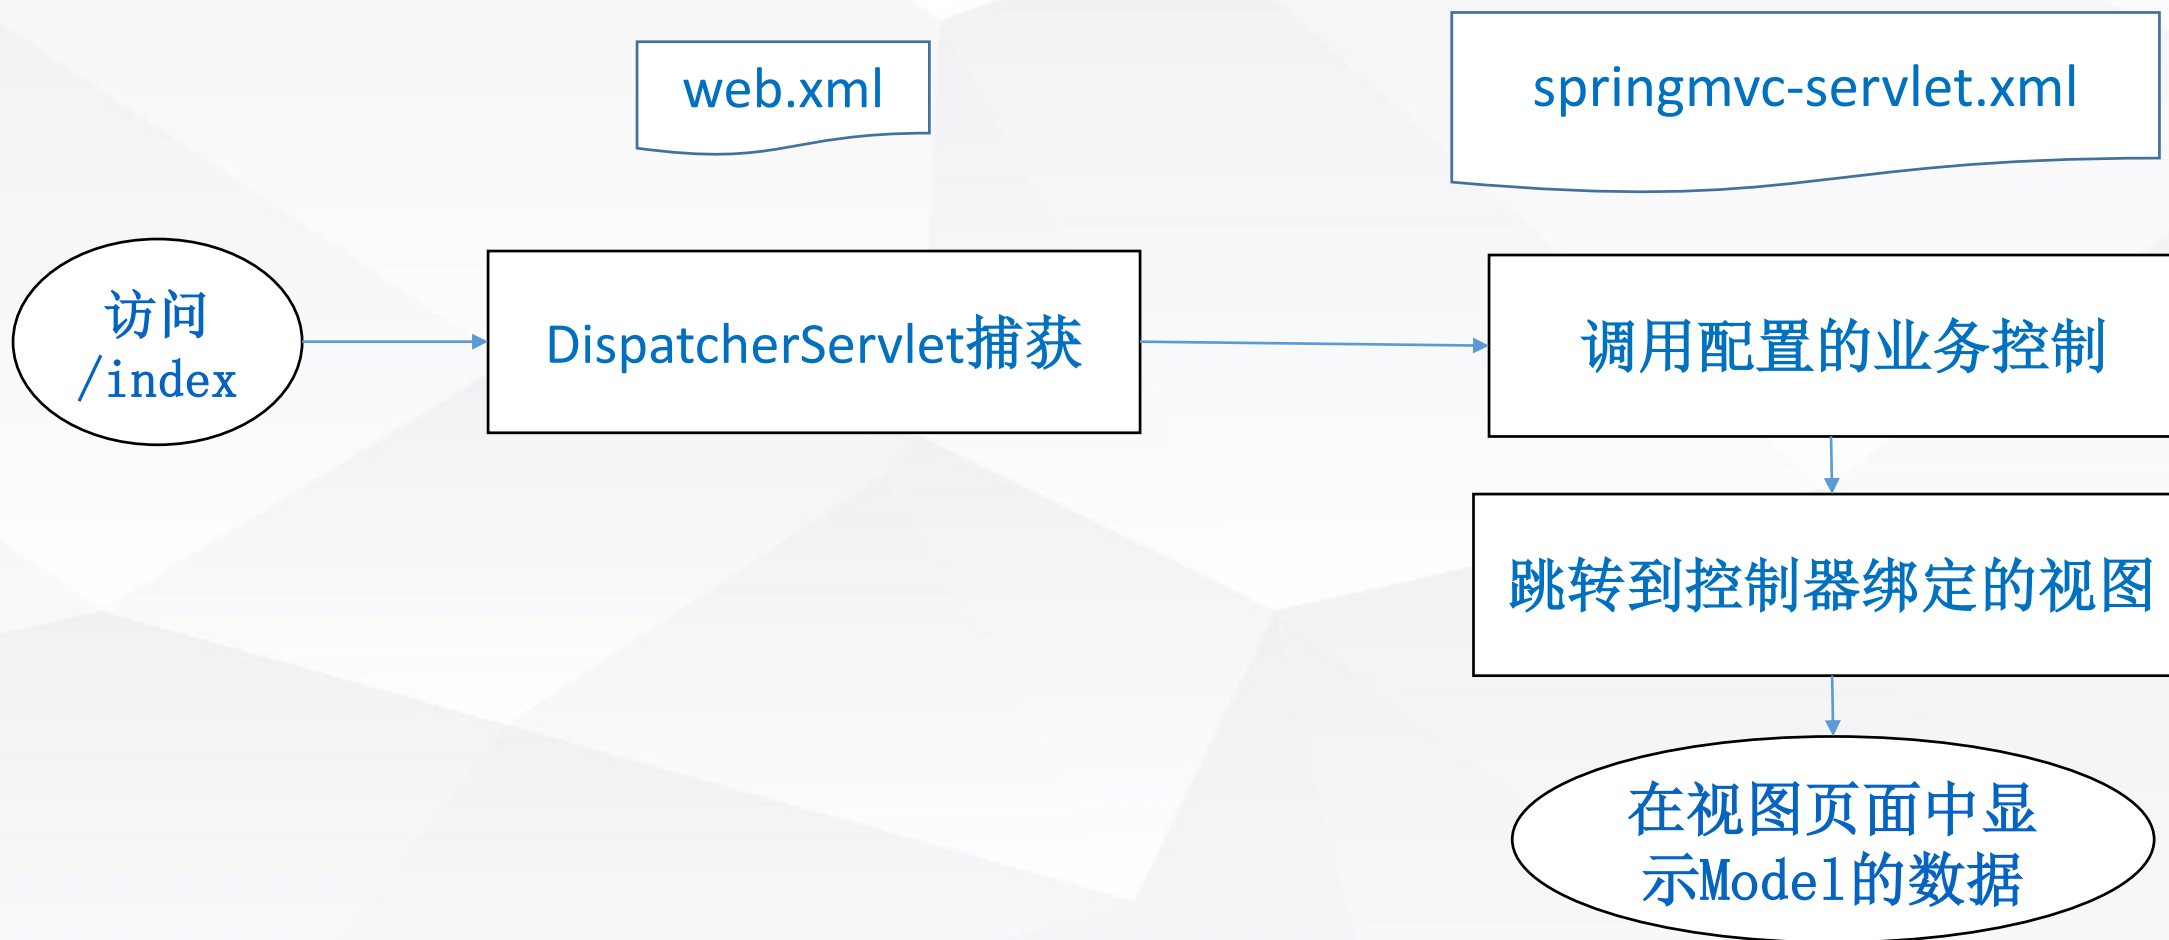 web.xml
springmvc-servlet.xml
访问
/index
DispatcherServlet捕获
调用配置的业务控制
跳转到控制器绑定的视图
在视图页面中显
示Model的数据